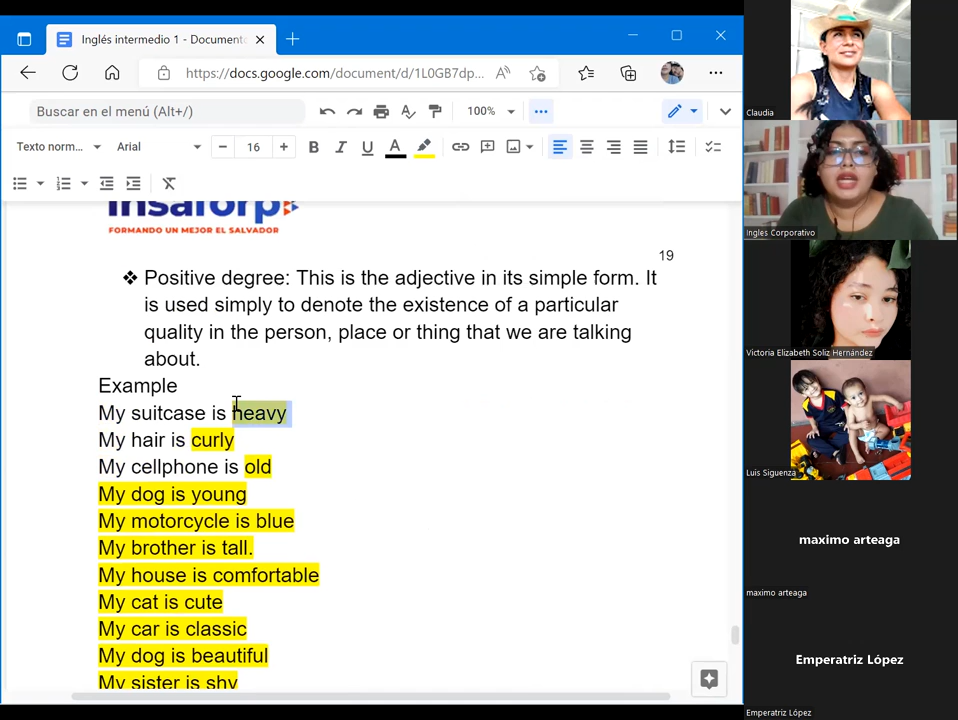 Inglés intermedio 1 - Documento
https://docs.google.com/document/d/1L0GB7dp...
Buscar en el menú (Alt+/)
100%
Texto norm...
Arial
16
insaforp
FORMANDO UN MEJOR EL SALVADOR
19
❖ Positive degree: This is the adjective in its simple form. It
is used simply to denote the existence of a particular
quality in the person, place or thing that we are talking
about.
Example
My suitcase is heavy
My hair is curly
My cellphone is old
My dog is young
My motorcycle is blue
My brother is tall.
My house is comfortable
My cat is cute
My car is classic
My dog is beautiful
My sister is shy
Claudia
Ingles Corporativo
Victoria Elizabeth Soliz Hernández
Luis Siguenza
maximo arteaga
maximo arteaga
Emperatriz López
Emperatriz López